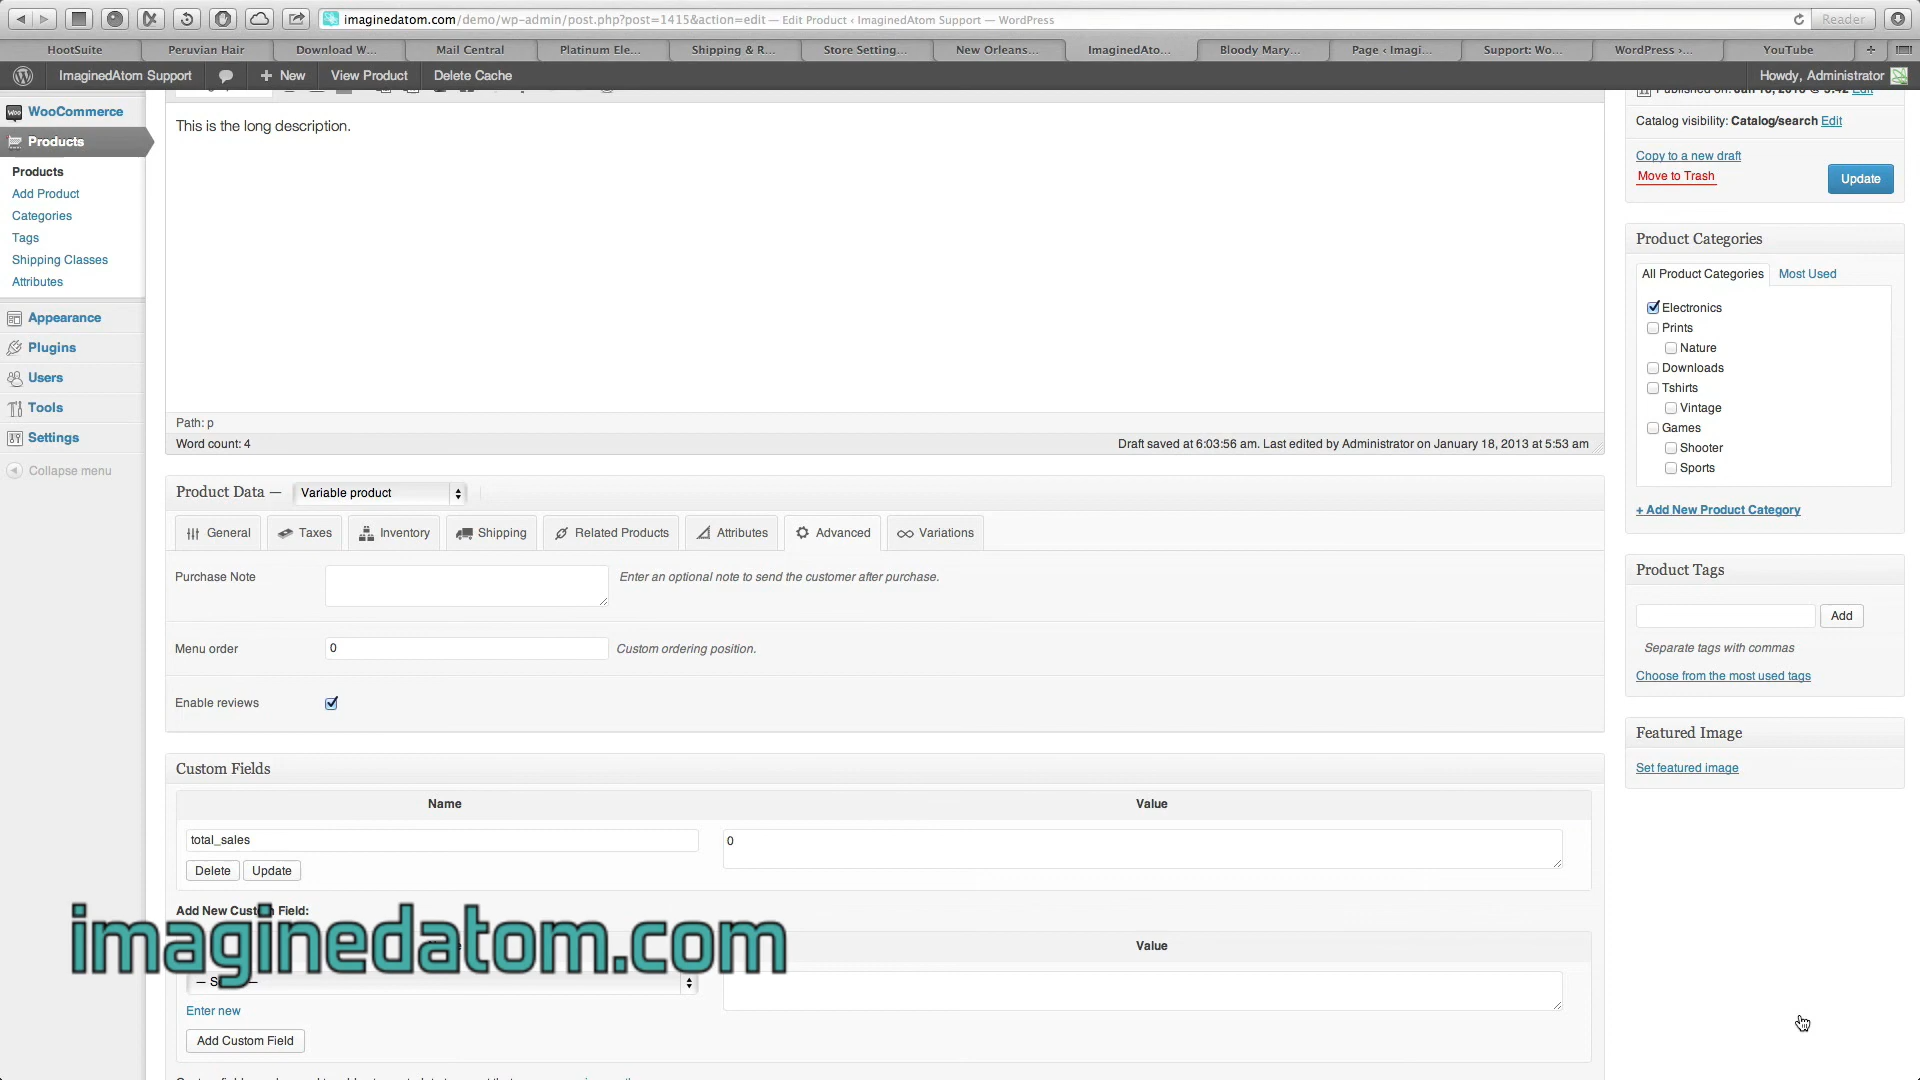 imaginedatom.com/demo/wp-admin/post.php?post=1415&action=edit — Edit Product ‹ ImaginedAtom Support — WordPress
Reader
HootSuite
Peruvian Hair
Download W...
Mail Central
Platinum Ele...
Shipping & R...
Store Setting...
New Orleans...
ImaginedAto...
Bloody Mary...
Page ‹ Imagi...
Support: Wo...
WordPress ›...
YouTube
ImaginedAtom Support
+ New
View Product
Delete Cache
Howdy, Administrator
WooCommerce
Products
Products
Add Product
Categories
Tags
Shipping Classes
Attributes
Appearance
Plugins
Users
Tools
Settings
Collapse menu
This is the long description.
Path: p
Word count: 4
Draft saved at 6:03:56 am. Last edited by Administrator on January 18, 2013 at 5:53 am
Product Data —
Variable product
General
Taxes
Inventory
Shipping
Related Products
Attributes
Advanced
Variations
Purchase Note
Enter an optional note to send the customer after purchase.
Menu order
0
Custom ordering position.
Enable reviews
Custom Fields
Name
Value
total_sales
0
Delete
Update
Add New Custom Field:
imaginedatom.com
Value
Enter new
Add Custom Field
Catalog visibility: Catalog/search Edit
Copy to a new draft
Move to Trash
Update
Product Categories
All Product Categories
Most Used
Electronics
Prints
Nature
Downloads
Tshirts
Vintage
Games
Shooter
Sports
+ Add New Product Category
Product Tags
Add
Separate tags with commas
Choose from the most used tags
Featured Image
Set featured image